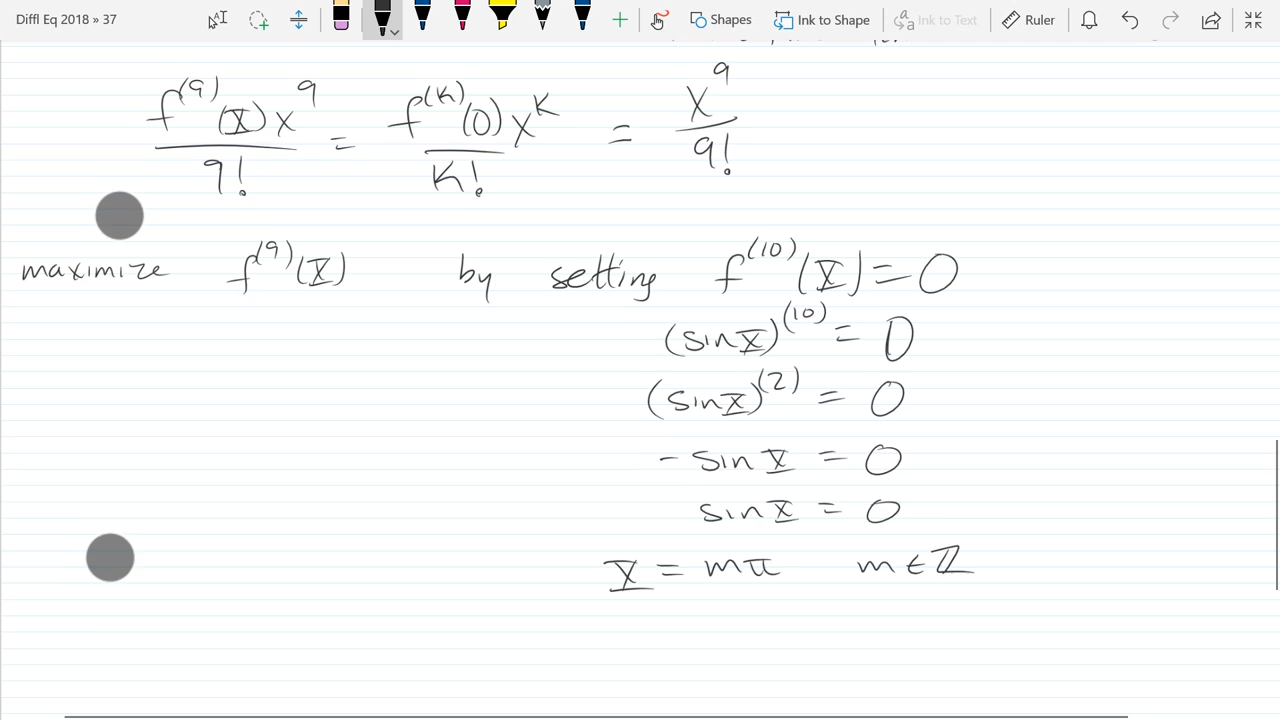 Diffl Eq 2018 » 37 Shapes Ink to Shape Ink to Text Ruler
f^(9)(X)x^9/9! = f^(K)(0)x^K/K! = x^9/9!
maximize f^(9)(X) by setting f^(10)(X) = 0
(sin X)^(10) = 0
(sin X)^(2) = 0
- sin X = 0
sin X = 0
X = mπ m ∈ ℤ